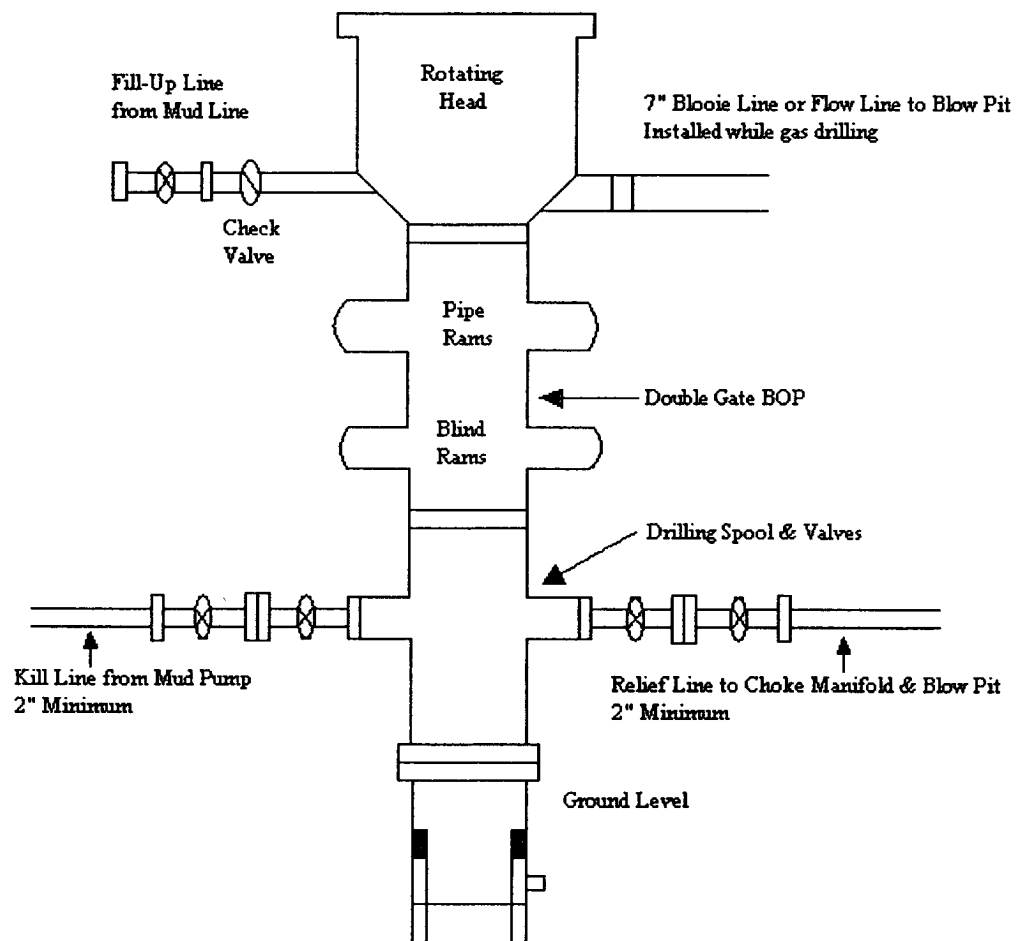 Rotating
Head
Fill-Up Line
from Mud Line
7" Blooie Line or Flow Line to Blow Pit
Installed while gas drilling
Check
Valve
Pipe
Rams
Double Gate BOP
Blind
Rams
Drilling Spool & Valves
Kill Line from Mud Pump
2" Minimum
Relief Line to Choke Manifold & Blow Pit
2" Minimum
Ground Level